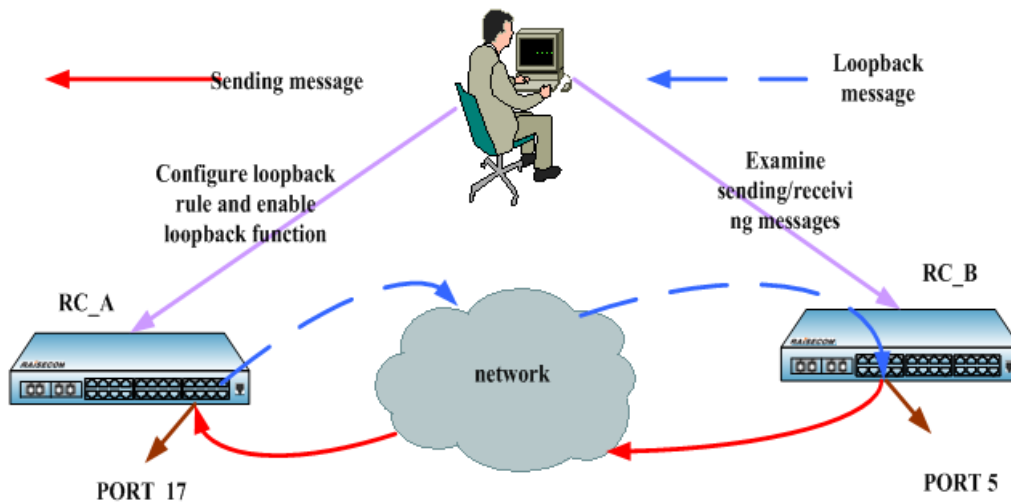 Sending message
Loopback
message
Configure loopback
rule and enable
loopback function
Examine
sending/receivi
ng messages
RC_A
RC_B
RAISECOM
RAISECOM
network
PORT 17
PORT 5